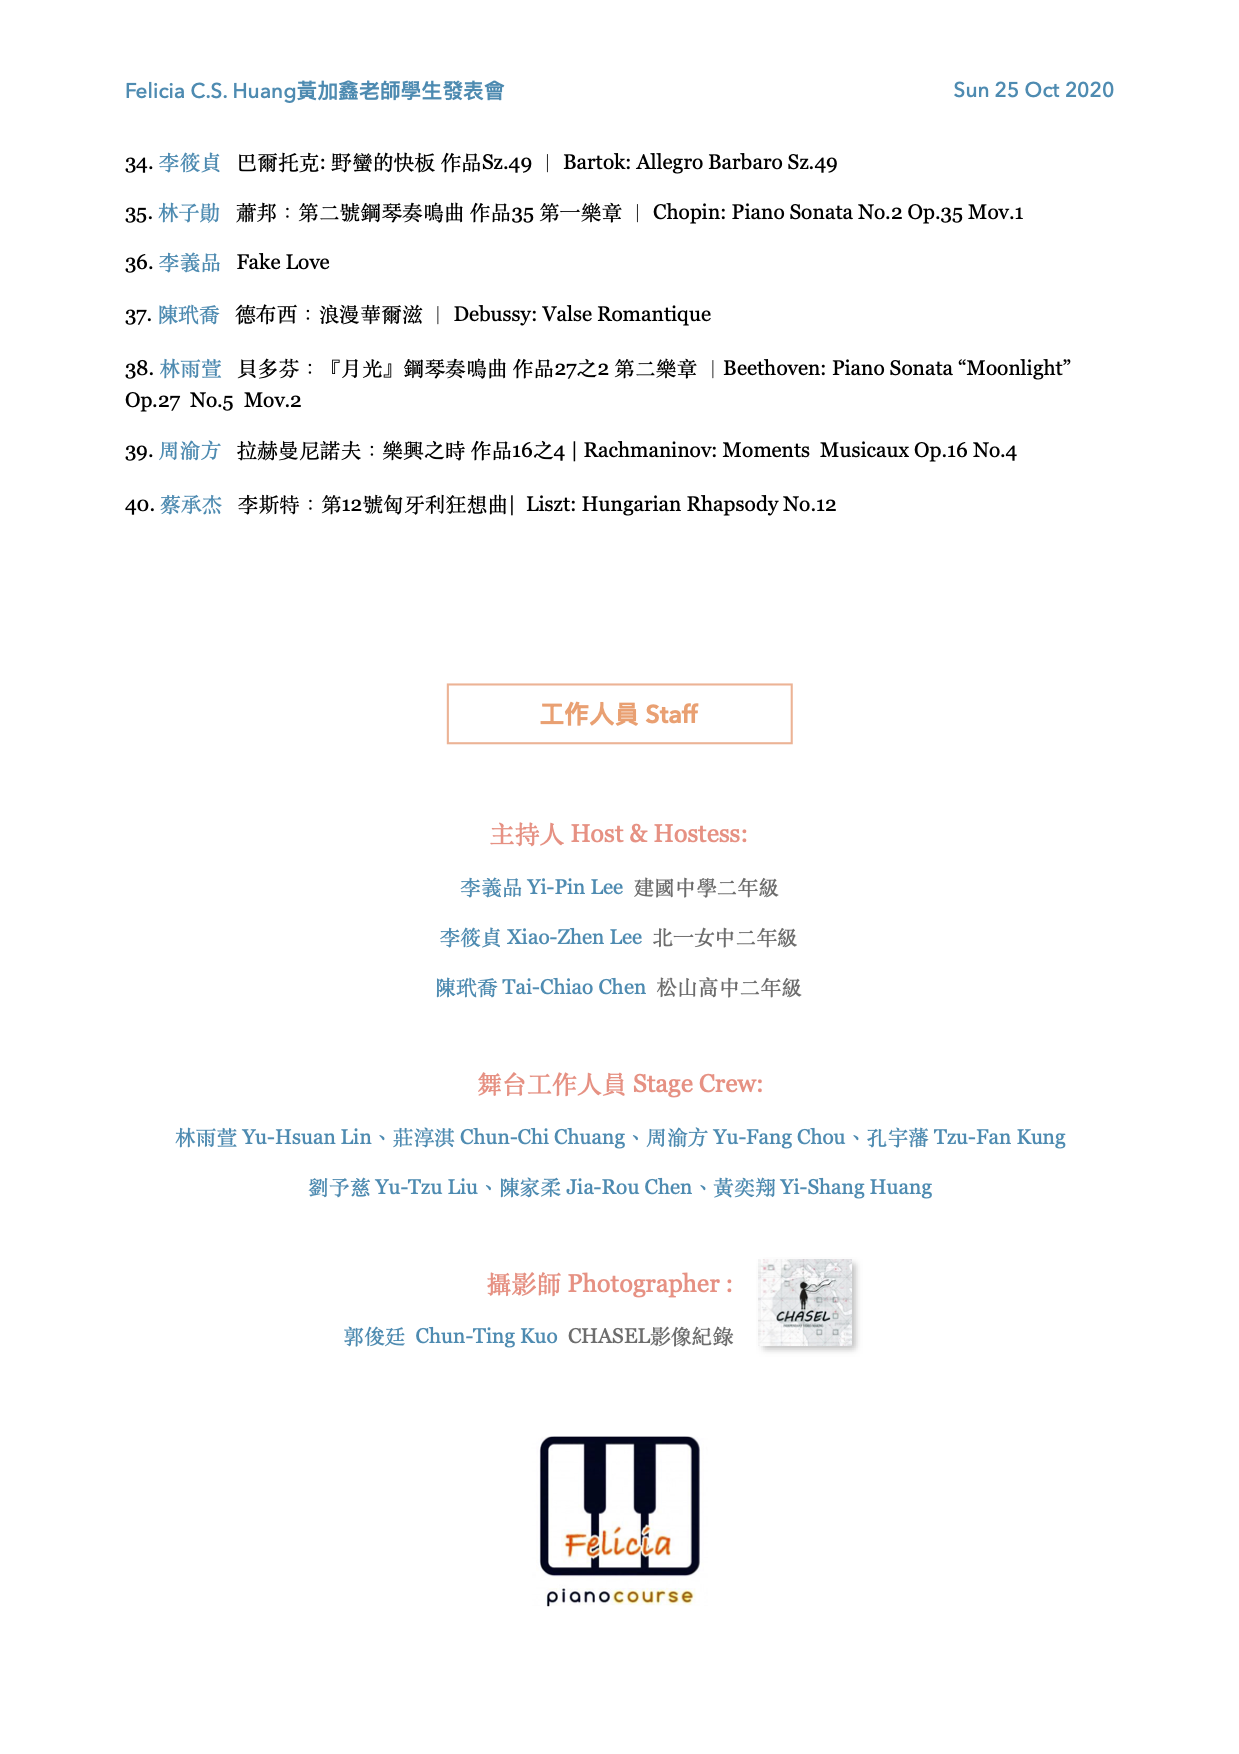 Felicia C.S. Huang黃加鑫老師學生發表會
Sun 25 Oct 2020
34. 李筱貞 巴爾托克: 野蠻的快板 作品Sz.49 | Bartok: Allegro Barbaro Sz.49
35. 林子勛 蕭邦：第二號鋼琴奏鳴曲 作品35 第一樂章 | Chopin: Piano Sonata No.2 Op.35 Mov.1
36. 李義品 Fake Love
37. 陳玳喬 德布西：浪漫華爾滋 | Debussy: Valse Romantique
38. 林雨萱 貝多芬：『月光』鋼琴奏鳴曲 作品27之2 第二樂章 | Beethoven: Piano Sonata “Moonlight”
Op.27 No.5 Mov.2
39. 周渝方 拉赫曼尼諾夫：樂興之時 作品16之4 | Rachmaninov: Moments Musicaux Op.16 No.4
40. 蔡承杰 李斯特：第12號匈牙利狂想曲| Liszt: Hungarian Rhapsody No.12
工作人員 Staff
主持人 Host & Hostess:
李義品 Yi-Pin Lee 建國中學二年級
李筱貞 Xiao-Zhen Lee 北一女中二年級
陳玳喬 Tai-Chiao Chen 松山高中二年級
舞台工作人員 Stage Crew:
林雨萱 Yu-Hsuan Lin、莊淳淇 Chun-Chi Chuang、周渝方 Yu-Fang Chou、孔宇藩 Tzu-Fan Kung
劉予慈 Yu-Tzu Liu、陳家柔 Jia-Rou Chen、黃奕翔 Yi-Shang Huang
攝影師 Photographer :
郭俊廷 Chun-Ting Kuo CHASEL影像紀錄
CHASEL
Felicia
pianocourse